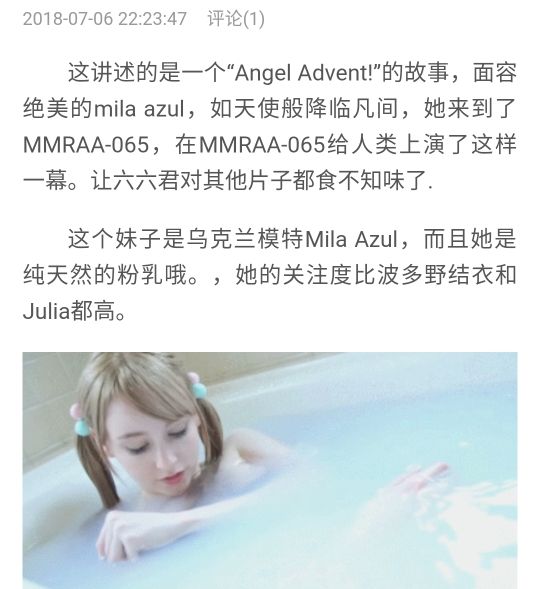 2018-07-06 22:23:47 评论(1)
这讲述的是一个“Angel Advent!”的故事，面容
绝美的mila azul，如天使般降临凡间，她来到了
MMRAA-065，在MMRAA-065给人类上演了这样
一幕。让六六君对其他片子都食不知味了.
这个妹子是乌克兰模特Mila Azul，而且她是
纯天然的粉乳哦。，她的关注度比波多野结衣和
Julia都高。